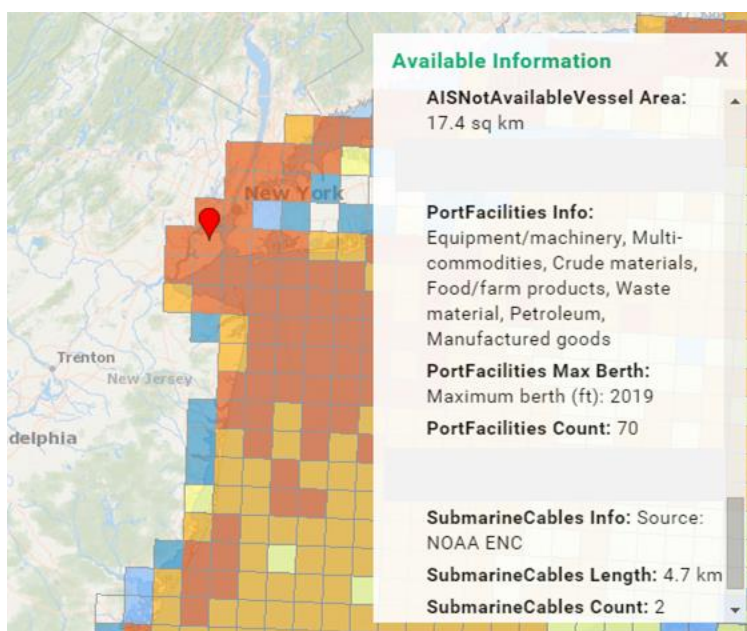 Available Information X
AISNotAvailableVessel Area:
17.4 sq km
PortFacilities Info:
Equipment/machinery, Multi-
commodities, Crude materials,
Food/farm products, Waste
material, Petroleum,
Manufactured goods
PortFacilities Max Berth:
Maximum berth (ft): 2019
PortFacilities Count: 70
SubmarineCables Info: Source:
NOAA ENC
SubmarineCables Length: 4.7 km
SubmarineCables Count: 2
New York
Trenton
New Jersey
delphia